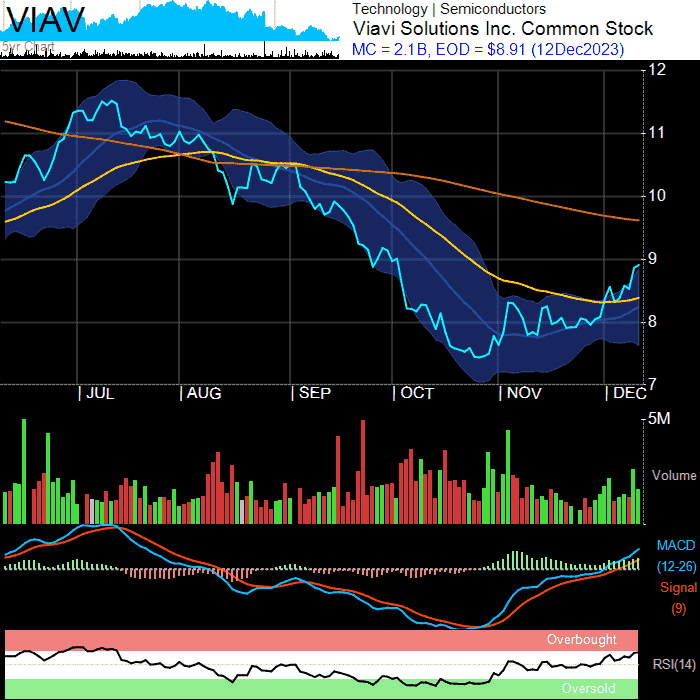 VIAV
5yr Chart
Technology | Semiconductors
Viavi Solutions Inc. Common Stock
MC = 2.1B, EOD = $8.91 (12Dec2023)
12
11
10
9
8
7
JUL AUG SEP OCT NOV DEC
5M
Volume
MACD
(12-26)
Signal
(9)
Overbought
RSI(14)
Oversold